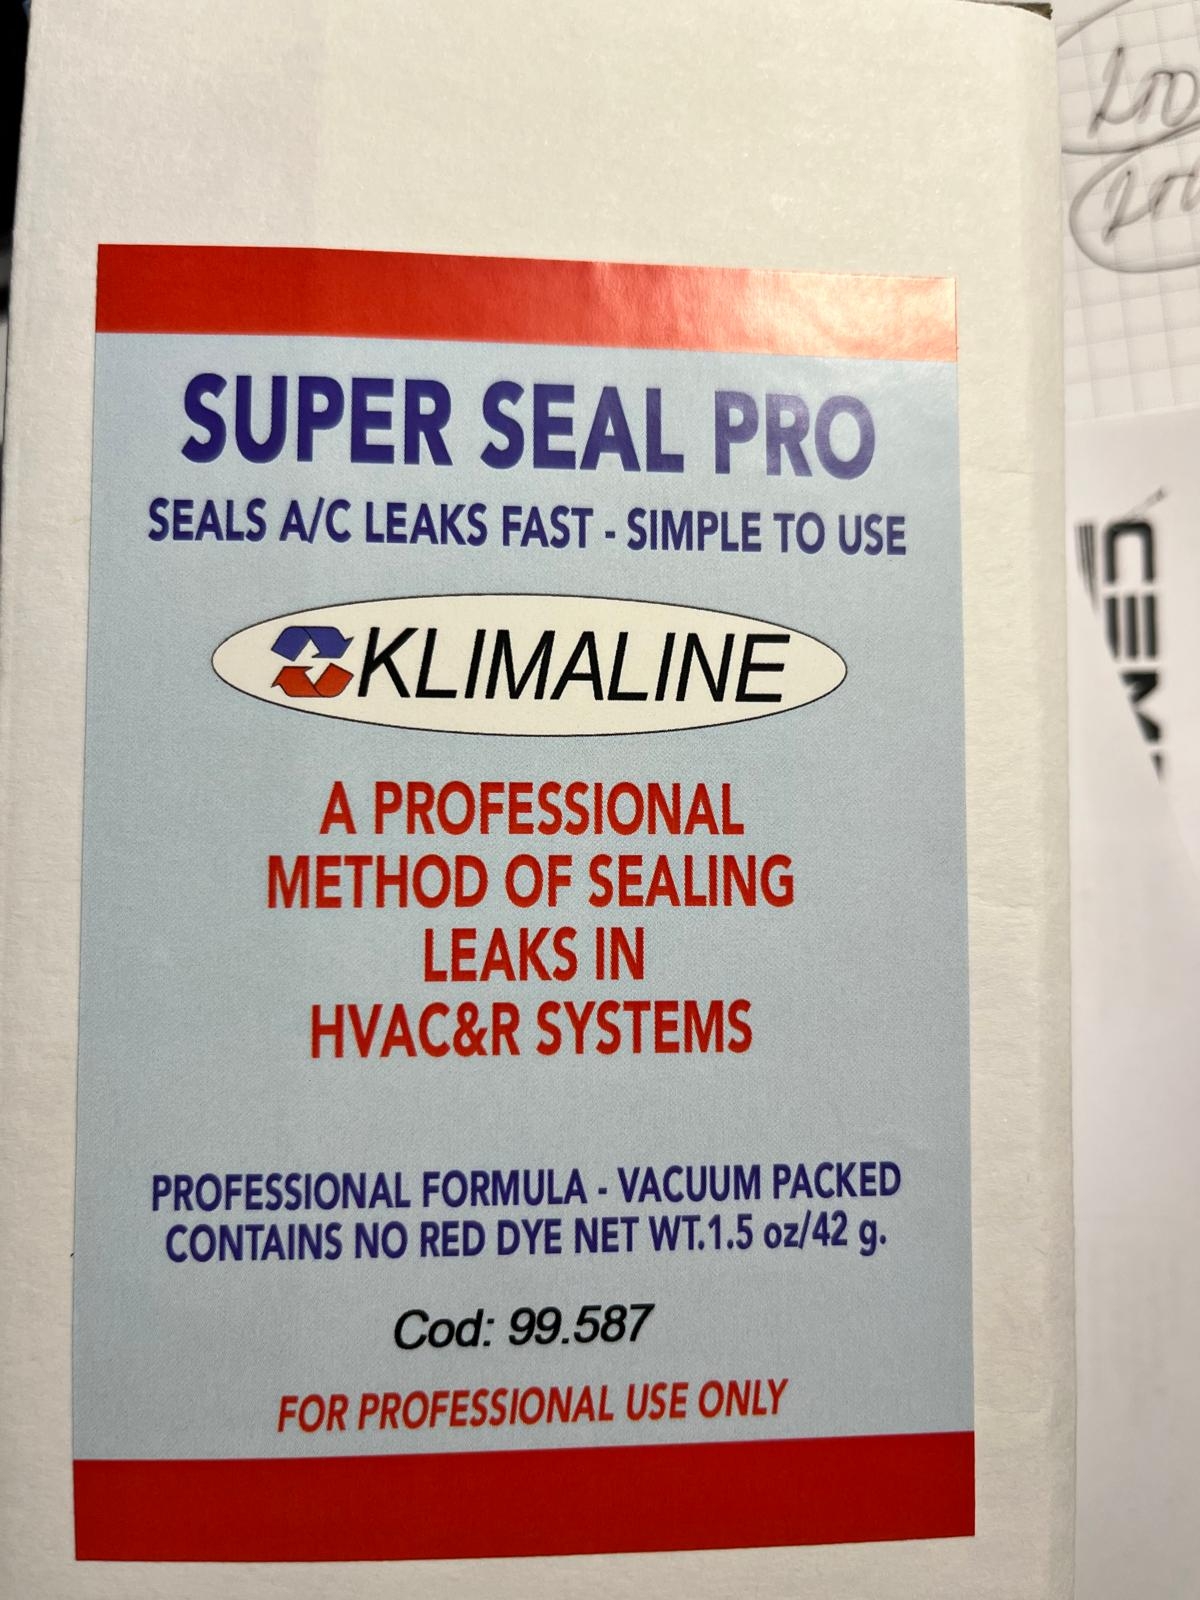 SUPER SEAL PRO
SEALS A/C LEAKS FAST - SIMPLE TO USE
KLIMALINE
A PROFESSIONAL
METHOD OF SEALING
LEAKS IN
HVAC&R SYSTEMS
PROFESSIONAL FORMULA - VACUUM PACKED
CONTAINS NO RED DYE NET WT.1.5 oz/42 g.
Cod: 99.587
FOR PROFESSIONAL USE ONLY